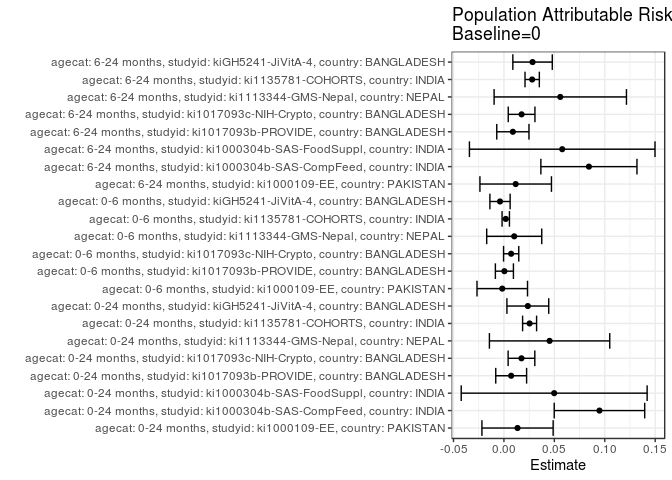 Population Attributable Risk
Baseline=0
agecat: 6-24 months, studyid: kiGH5241-JiVitA-4, country: BANGLADESH
agecat: 6-24 months, studyid: ki1135781-COHORTS, country: INDIA
agecat: 6-24 months, studyid: ki1113344-GMS-Nepal, country: NEPAL
agecat: 6-24 months, studyid: ki1017093c-NIH-Crypto, country: BANGLADESH
agecat: 6-24 months, studyid: ki1017093b-PROVIDE, country: BANGLADESH
agecat: 6-24 months, studyid: ki1000304b-SAS-FoodSuppl, country: INDIA
agecat: 6-24 months, studyid: ki1000304b-SAS-CompFeed, country: INDIA
agecat: 6-24 months, studyid: ki1000109-EE, country: PAKISTAN
agecat: 0-6 months, studyid: kiGH5241-JiVitA-4, country: BANGLADESH
agecat: 0-6 months, studyid: ki1135781-COHORTS, country: INDIA
agecat: 0-6 months, studyid: ki1113344-GMS-Nepal, country: NEPAL
agecat: 0-6 months, studyid: ki1017093c-NIH-Crypto, country: BANGLADESH
agecat: 0-6 months, studyid: ki1017093b-PROVIDE, country: BANGLADESH
agecat: 0-6 months, studyid: ki1000109-EE, country: PAKISTAN
agecat: 0-24 months, studyid: kiGH5241-JiVitA-4, country: BANGLADESH
agecat: 0-24 months, studyid: ki1135781-COHORTS, country: INDIA
agecat: 0-24 months, studyid: ki1113344-GMS-Nepal, country: NEPAL
agecat: 0-24 months, studyid: ki1017093c-NIH-Crypto, country: BANGLADESH
agecat: 0-24 months, studyid: ki1017093b-PROVIDE, country: BANGLADESH
agecat: 0-24 months, studyid: ki1000304b-SAS-FoodSuppl, country: INDIA
agecat: 0-24 months, studyid: ki1000304b-SAS-CompFeed, country: INDIA
agecat: 0-24 months, studyid: ki1000109-EE, country: PAKISTAN
-0.05 0.00 0.05 0.10 0.15
Estimate